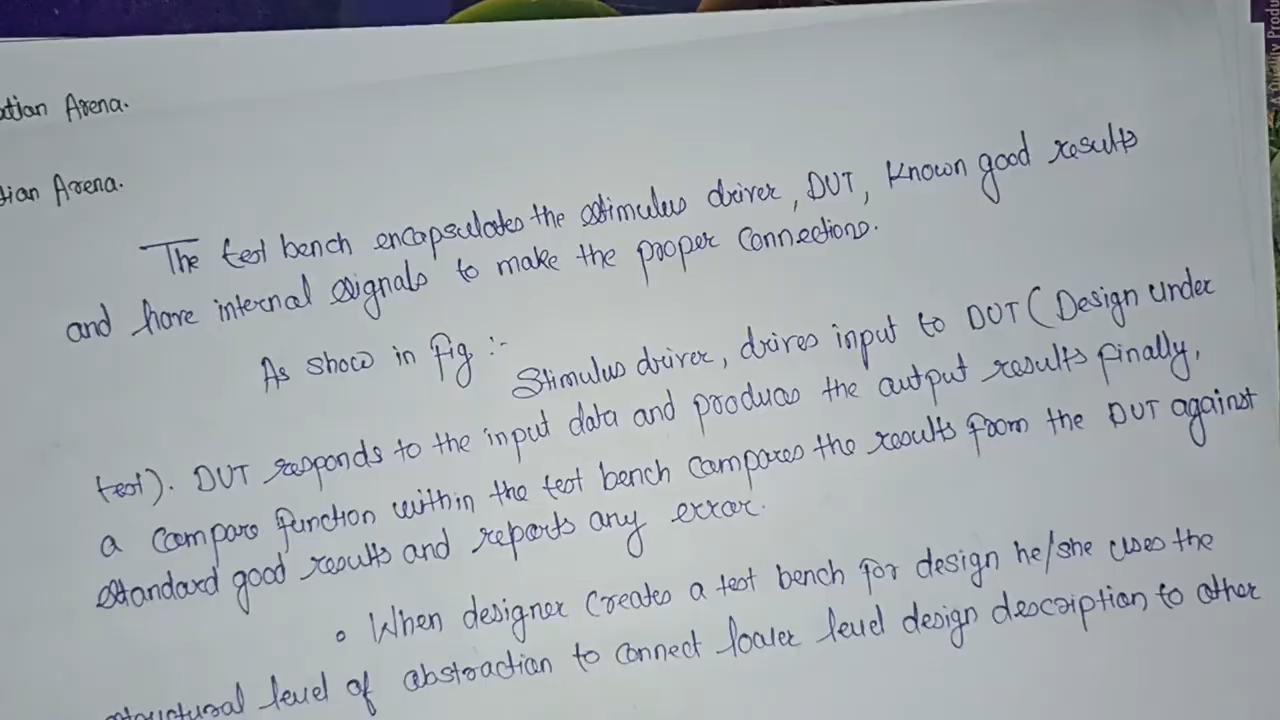 Arena.
Arena.
The test bench encapsulates the stimulus driver, DUT, Known good results
and have internal signals to make the proper connections.
As show in fig :-
Stimulus driver, drives input to DUT (Design under
test). DUT responds to the input data and produces the output results finally,
a compare function within the test bench compares the results from the DUT against
standard good results and reports any error.
• When designer creates a test bench for design he/she uses the
structural level of abstraction to connect lower level design description to other